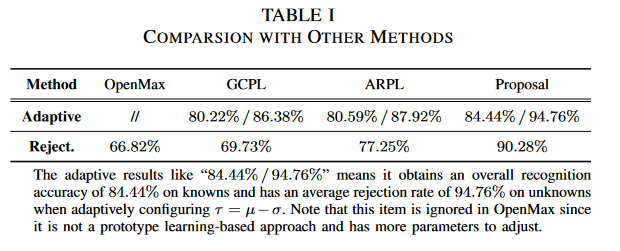 TABLE I
COMPARSION WITH OTHER METHODS
Method OpenMax GCPL ARPL Proposal
Adaptive // 80.22% / 86.38% 80.59% / 87.92% 84.44% / 94.76%
Reject. 66.82% 69.73% 77.25% 90.28%
The adaptive results like “84.44% / 94.76%” means it obtains an overall recognition
accuracy of 84.44% on knowns and has an average rejection rate of 94.76% on unknowns
when adaptively configuring τ = μ − σ. Note that this item is ignored in OpenMax since
it is not a prototype learning-based approach and has more parameters to adjust.